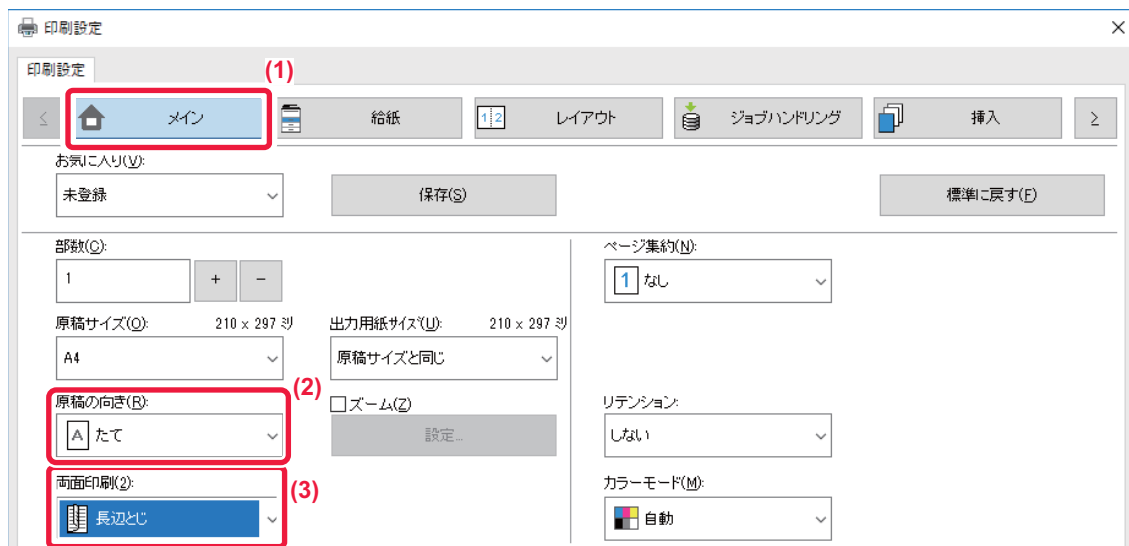 印刷設定
印刷設定
(1)
メイン 給紙 1 2 レイアウト ジョブハンドリング 挿入
お気に入り(V):
未登録 保存(S) 標準に戻す(F)
部数(C): ページ集約(N):
1 + - 1 なし
原稿サイズ(O): 210 x 297 ミリ 出力用紙サイズ(U): 210 x 297 ミリ
A4 原稿サイズと同じ
(2)
原稿の向き(R): ズーム(Z) リテンション:
A たて 設定... しない
両面印刷(2): (3) カラーモード(M):
長辺とじ 自動